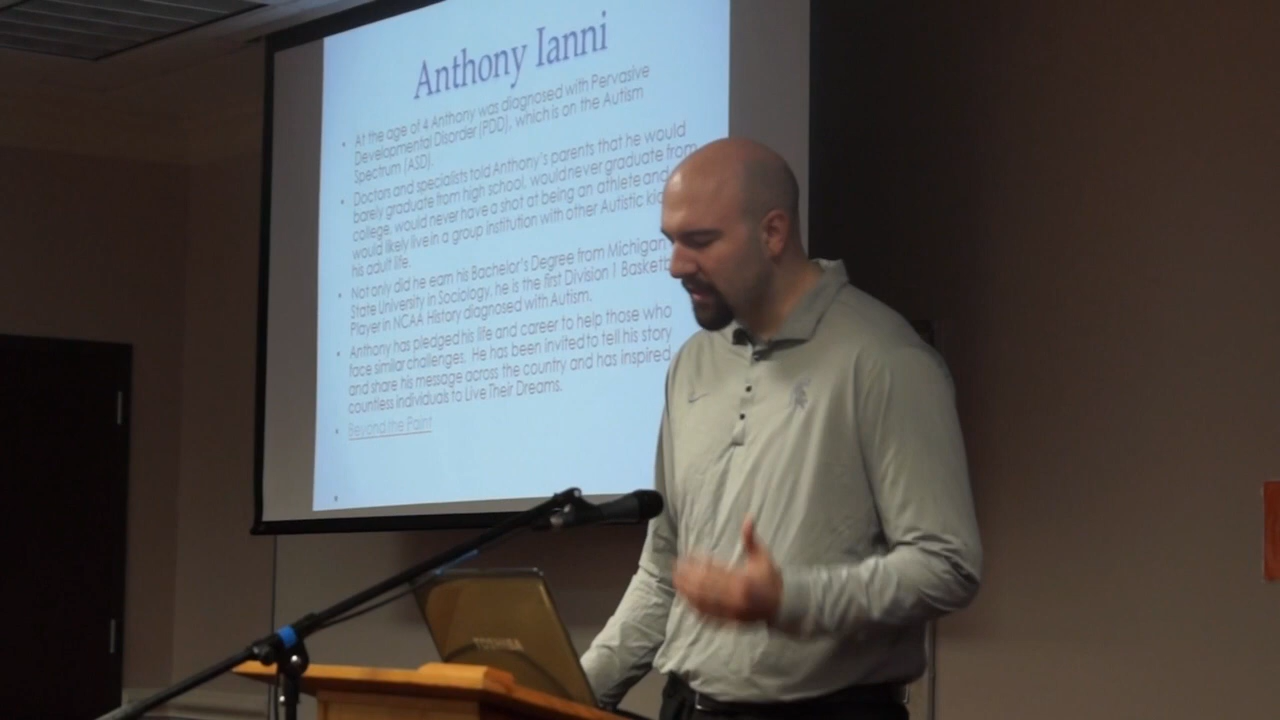 Anthony Ianni
• At the age of 4 Anthony was diagnosed with Pervasive
Developmental Disorder (PDD), which is on the Autism
Spectrum (ASD).
• Doctors and specialists told Anthony's parents that he would
barely graduate from high school, would never graduate from
college, would never have a shot at being an athlete and
would likely live in a group institution with other Autistic
his adult life.
• Not only did he earn his Bachelor's Degree from Michigan
State University in Sociology, he is the first Division 1
Player in NCAA History diagnosed with Autism.
• Anthony has pledged his life and career to help those who
face similar challenges. He has been invited to tell his story
and share his message across the country and has inspired
countless individuals to Live Their Dreams.
• Beyond the Paint
TOSHIBA